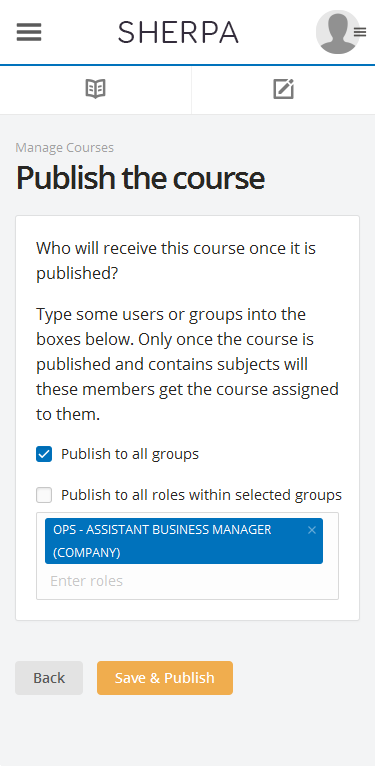 SHERPA
Manage Courses
Publish the course
Who will receive this course once it is
published?
Type some users or groups into the
boxes below. Only once the course is
published and contains subjects will
these members get the course assigned
to them.
Publish to all groups
Publish to all roles within selected groups
OPS - ASSISTANT BUSINESS MANAGER ×
(COMPANY)
Enter roles
Back Save & Publish